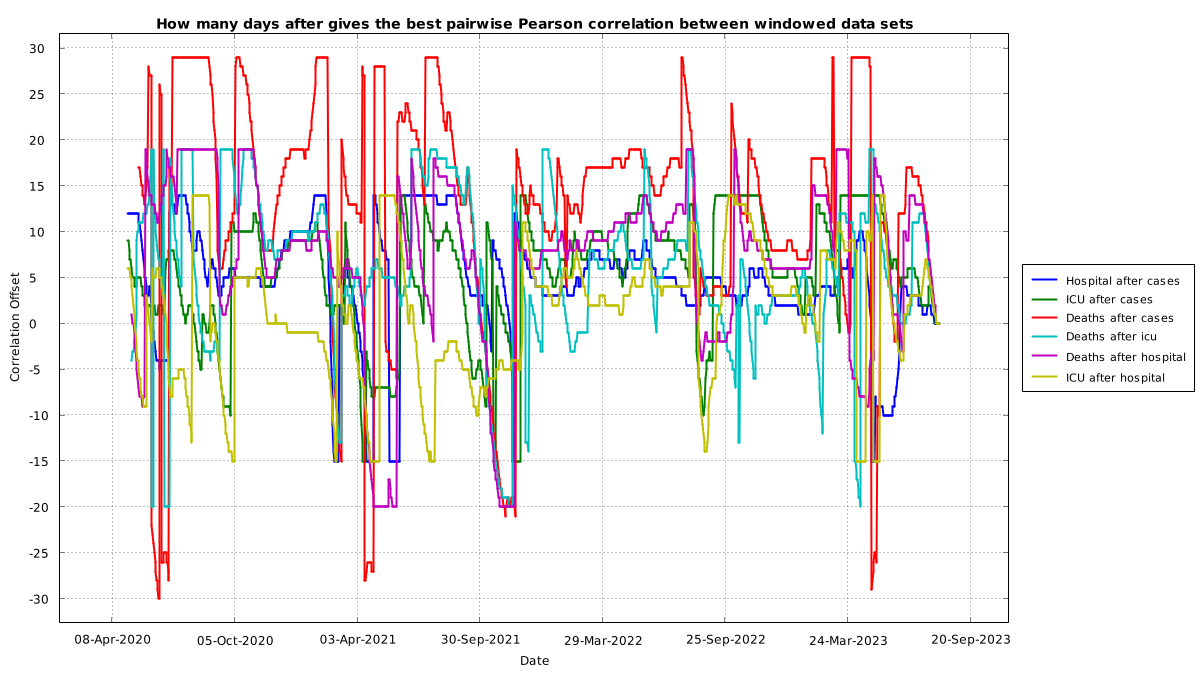 How many days after gives the best pairwise Pearson correlation between windowed data sets
30
25
20
15
10
5
0
-5
-10
-15
-20
-25
-30
Correlation Offset
08-Apr-2020
05-Oct-2020
03-Apr-2021
30-Sep-2021
29-Mar-2022
25-Sep-2022
24-Mar-2023
20-Sep-2023
Date
Hospital after cases
ICU after cases
Deaths after cases
Deaths after icu
Deaths after hospital
ICU after hospital